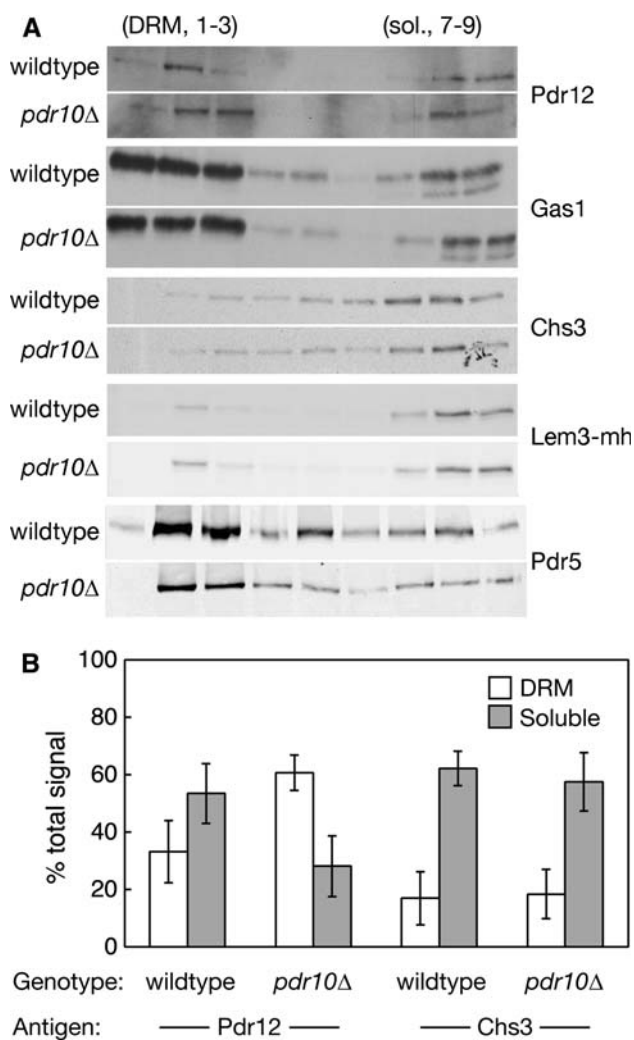 A (DRM, 1-3) (sol., 7-9)
wildtype
Pdr12
pdr10Δ
wildtype
Gas1
pdr10Δ
wildtype
Chs3
pdr10Δ
wildtype
Lem3-mh
pdr10Δ
wildtype
Pdr5
pdr10Δ
B
100
80
60
40
20
0
% total signal
DRM
Soluble
Genotype: wildtype pdr10Δ wildtype pdr10Δ
Antigen: Pdr12 Chs3